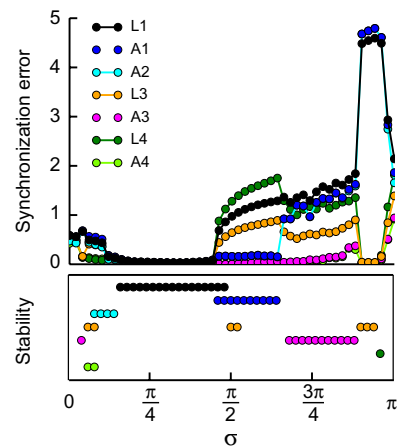 5
4
3
2
1
0
Synchronization error
L1
A1
A2
L3
A3
L4
A4
Stability
0
π/4
π/2
3π/4
π
σ